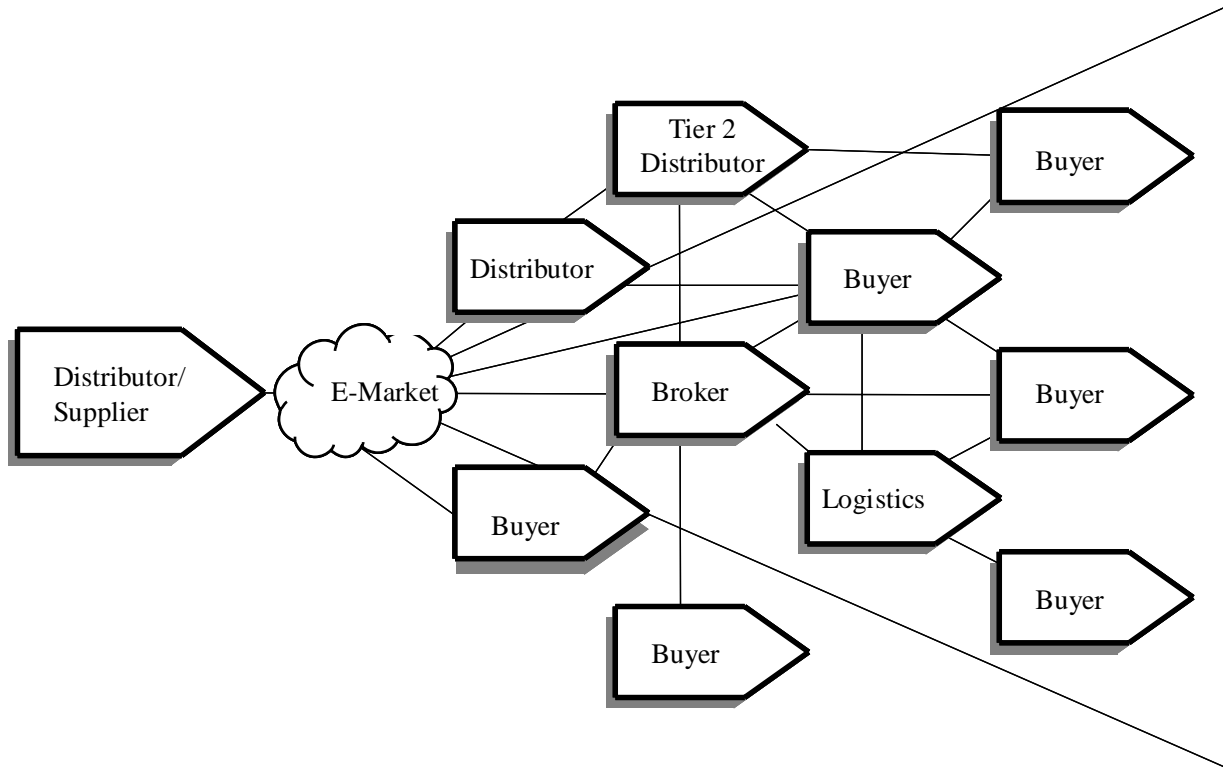 Tier 2
Distributor
Buyer
Distributor
Buyer
Distributor/
Supplier
E-Market
Broker
Buyer
Logistics
Buyer
Buyer
Buyer